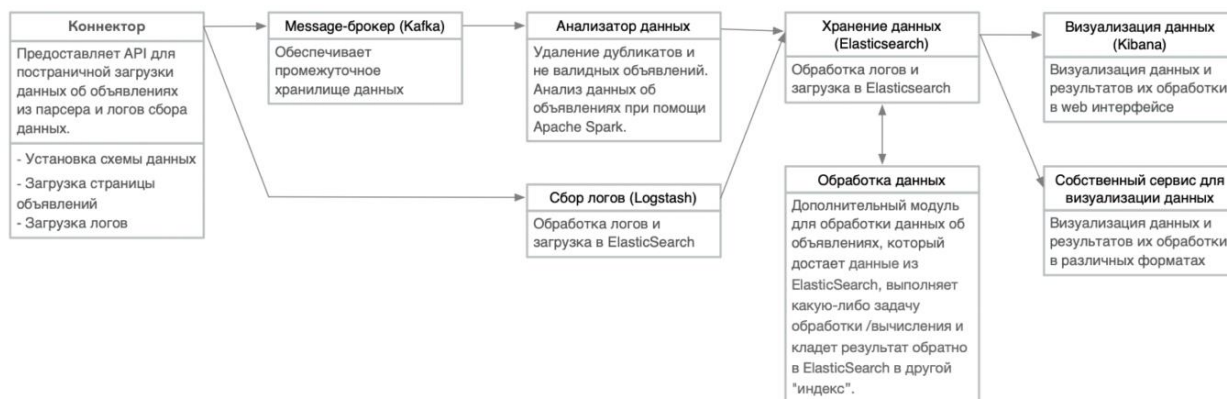 Коннектор
Предоставляет API для
постраничной загрузки
данных об объявлениях
из парсера и логов сбора
данных.
- Установка схемы данных
- Загрузка страницы
объявлений
- Загрузка логов
Message-брокер (Kafka)
Обеспечивает
промежуточное
хранилище данных
Анализатор данных
Удаление дубликатов и
не валидных объявлений.
Анализ данных об
объявлениях при помощи
Apache Spark.
Сбор логов (Logstash)
Обработка логов и
загрузка в ElasticSearch
Хранение данных
(Elasticsearch)
Обработка логов и
загрузка в Elasticsearch
Обработка данных
Дополнительный модуль
для обработки данных об
объявлениях, который
достает данные из
ElasticSearch, выполняет
какую-либо задачу
обработки /вычисления и
кладет результат обратно
в ElasticSearch в другой
"индекс".
Визуализация данных
(Kibana)
Визуализация данных и
результатов их обработки
в web интерфейсе
Собственный сервис для
визуализации данных
Визуализация данных и
результатов их обработки
в различных форматах